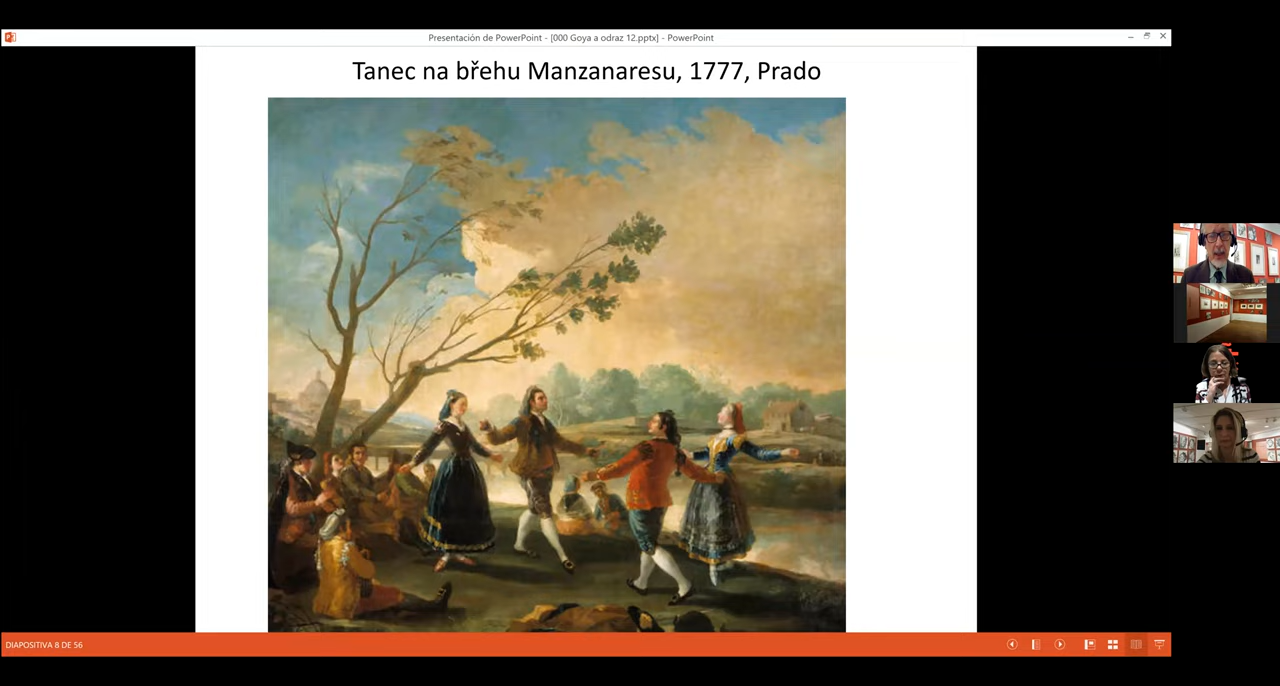 Presentación de PowerPoint - [000 Goya a odraz 12.pptx] - PowerPoint
Tanec na břehu Manzanaresu, 1777, Prado
DIAPOSITIVA 8 DE 56